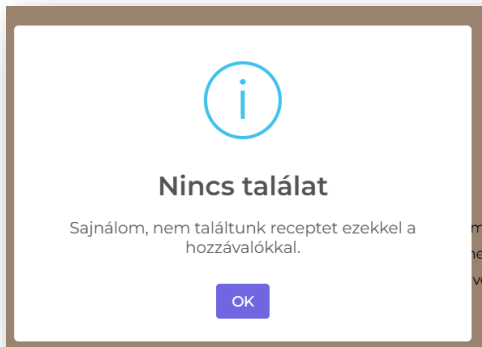 Nincs találat
Sajnálom, nem találtunk receptet ezekkel a
hozzávalókkal.
OK